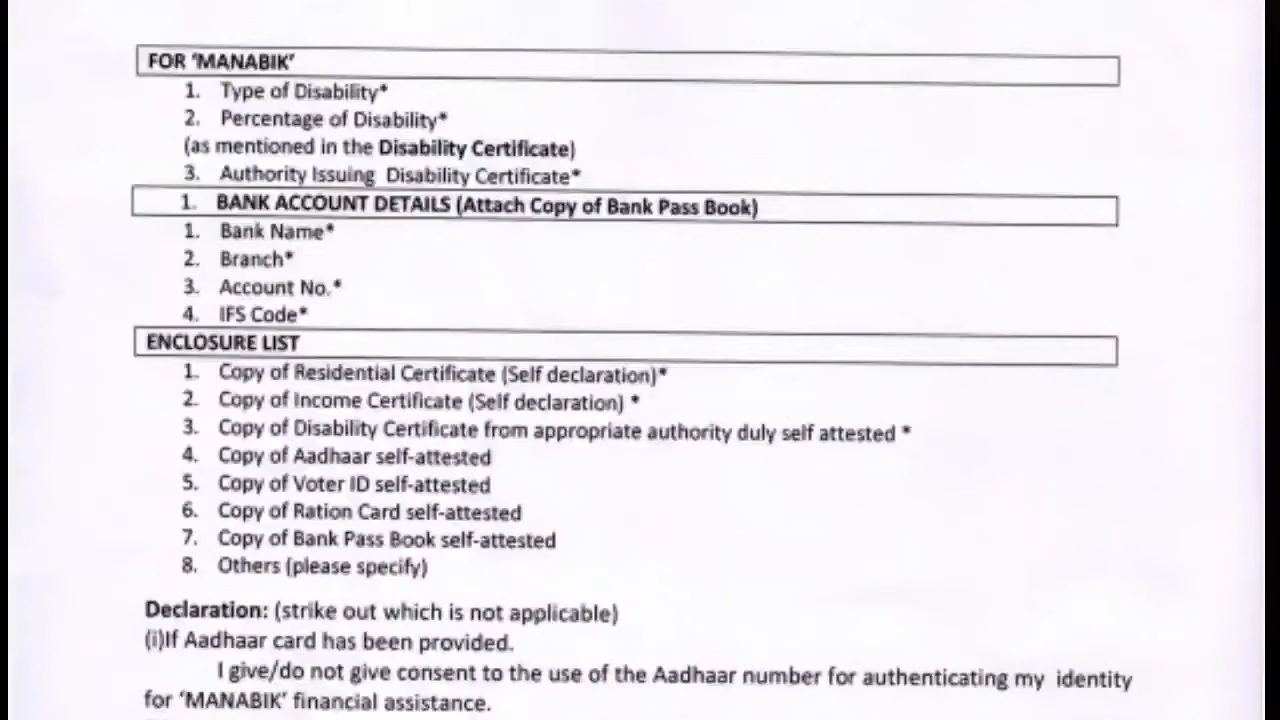 FOR ‘MANABIK’
1. Type of Disability*
2. Percentage of Disability*
(as mentioned in the Disability Certificate)
3. Authority Issuing Disability Certificate*
1. BANK ACCOUNT DETAILS (Attach Copy of Bank Pass Book)
1. Bank Name*
2. Branch*
3. Account No.*
4. IFS Code*
ENCLOSURE LIST
1. Copy of Residential Certificate (Self declaration)*
2. Copy of Income Certificate (Self declaration) *
3. Copy of Disability Certificate from appropriate authority duly self attested *
4. Copy of Aadhaar self-attested
5. Copy of Voter ID self-attested
6. Copy of Ration Card self-attested
7. Copy of Bank Pass Book self-attested
8. Others (please specify)
Declaration: (strike out which is not applicable)
(i)If Aadhaar card has been provided.
I give/do not give consent to the use of the Aadhaar number for authenticating my identity
for ‘MANABIK’ financial assistance.